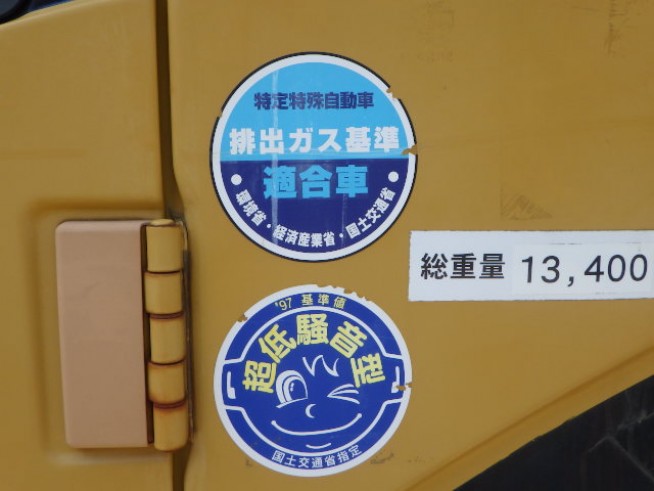 特定特殊自動車
排出ガス基準
適合車
•環境省・経済産業省・国土交通省•
総重量 13,400
'97 基準値
超低騒音型
国土交通省指定